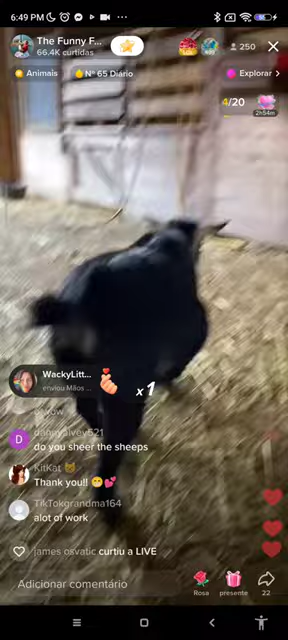 6:49 PM
The Funny F...
66.4K curtidas
250
Animais
Nº 65 Diário
Explorar >
4/20
2h54m
WackyLitt...
enviou Mãos ...
x1
dannyalvey521
D
do you sheer the sheeps
KitKat
Thank you!!
TikTokgrandma164
alot of work
james osvatic curtiu a LIVE
Adicionar comentário
Rosa
presente
22